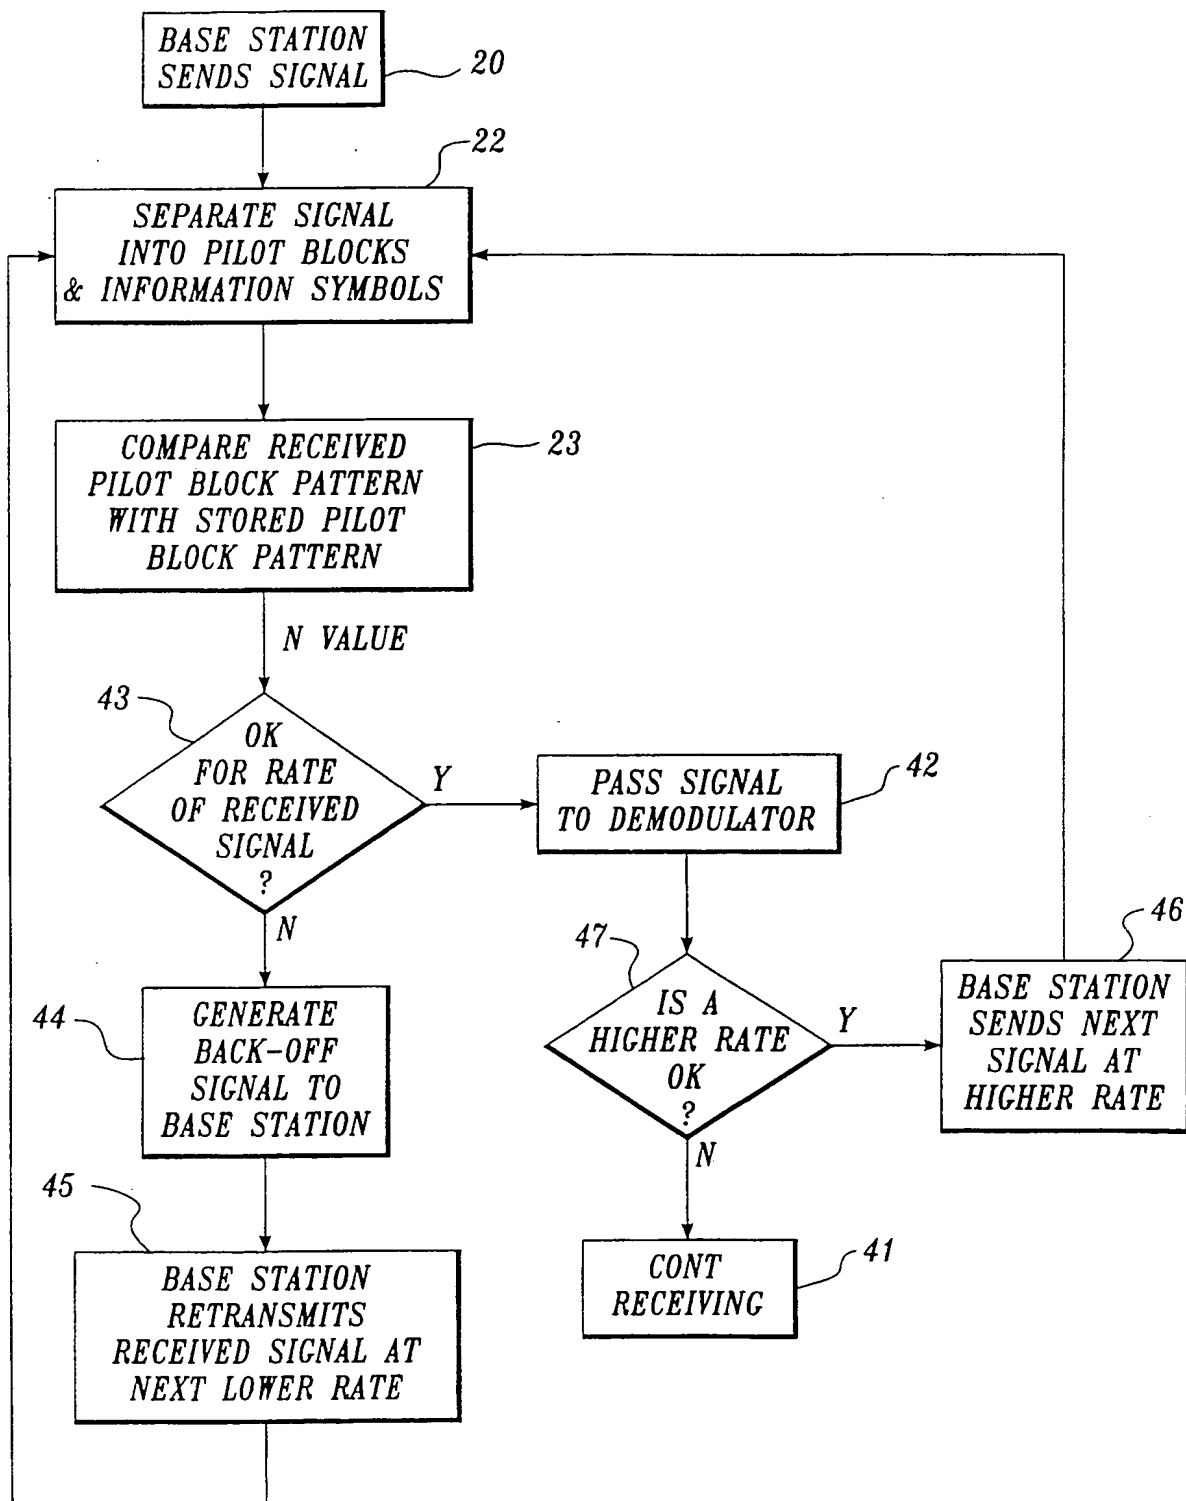 BASE STATION
SENDS SIGNAL
20
22
SEPARATE SIGNAL
INTO PILOT BLOCKS
& INFORMATION SYMBOLS
COMPARE RECEIVED
PILOT BLOCK PATTERN
WITH STORED PILOT
BLOCK PATTERN
23
N VALUE
43
OK
FOR RATE
OF RECEIVED
SIGNAL
?
Y
N
PASS SIGNAL
TO DEMODULATOR
42
47
IS A
HIGHER RATE
OK
?
Y
N
46
BASE STATION
SENDS NEXT
SIGNAL AT
HIGHER RATE
44
GENERATE
BACK-OFF
SIGNAL TO
BASE STATION
45
BASE STATION
RETRANSMITS
RECEIVED SIGNAL AT
NEXT LOWER RATE
CONT
RECEIVING
41